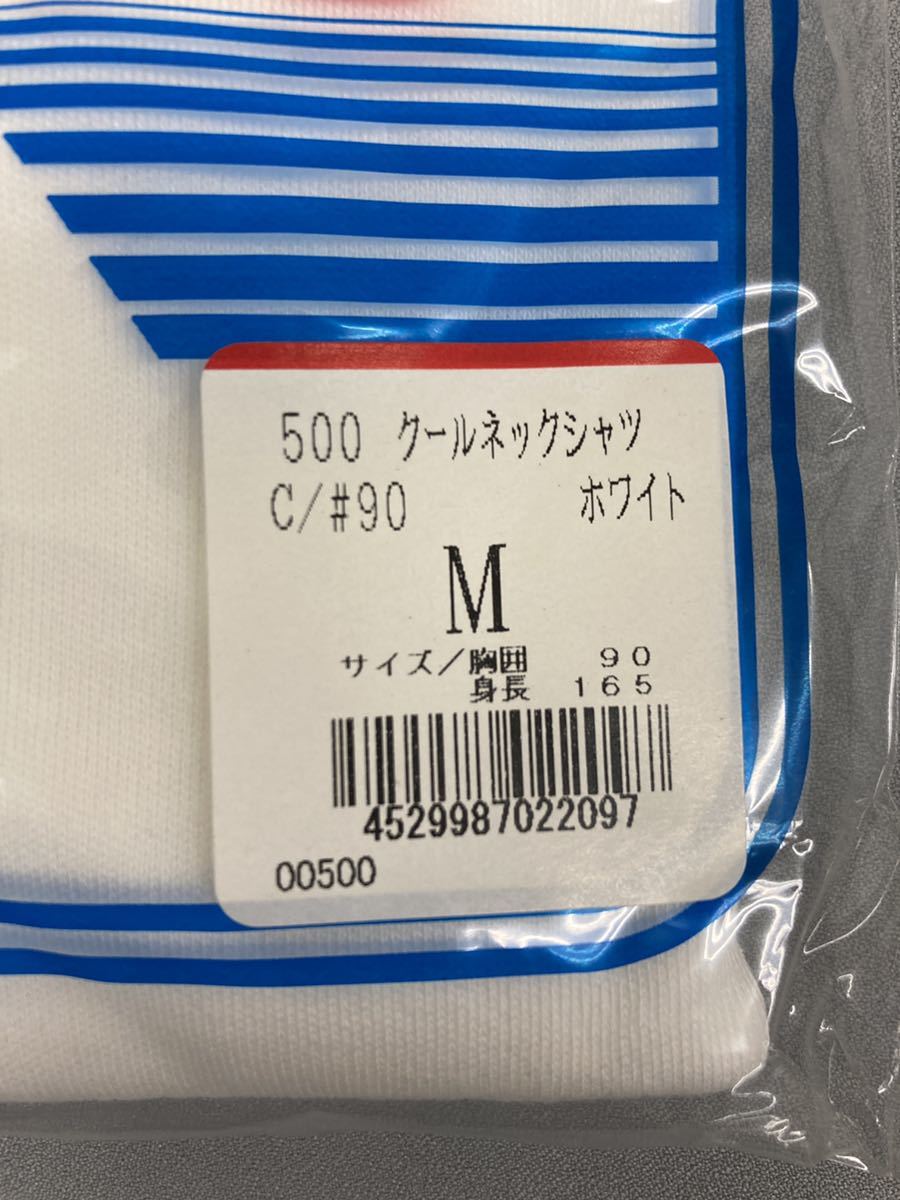 500 クールネックシャツ
C/#90 ホワイト
M
サイズ/胸囲 90
身長 165
4529987022097
00500